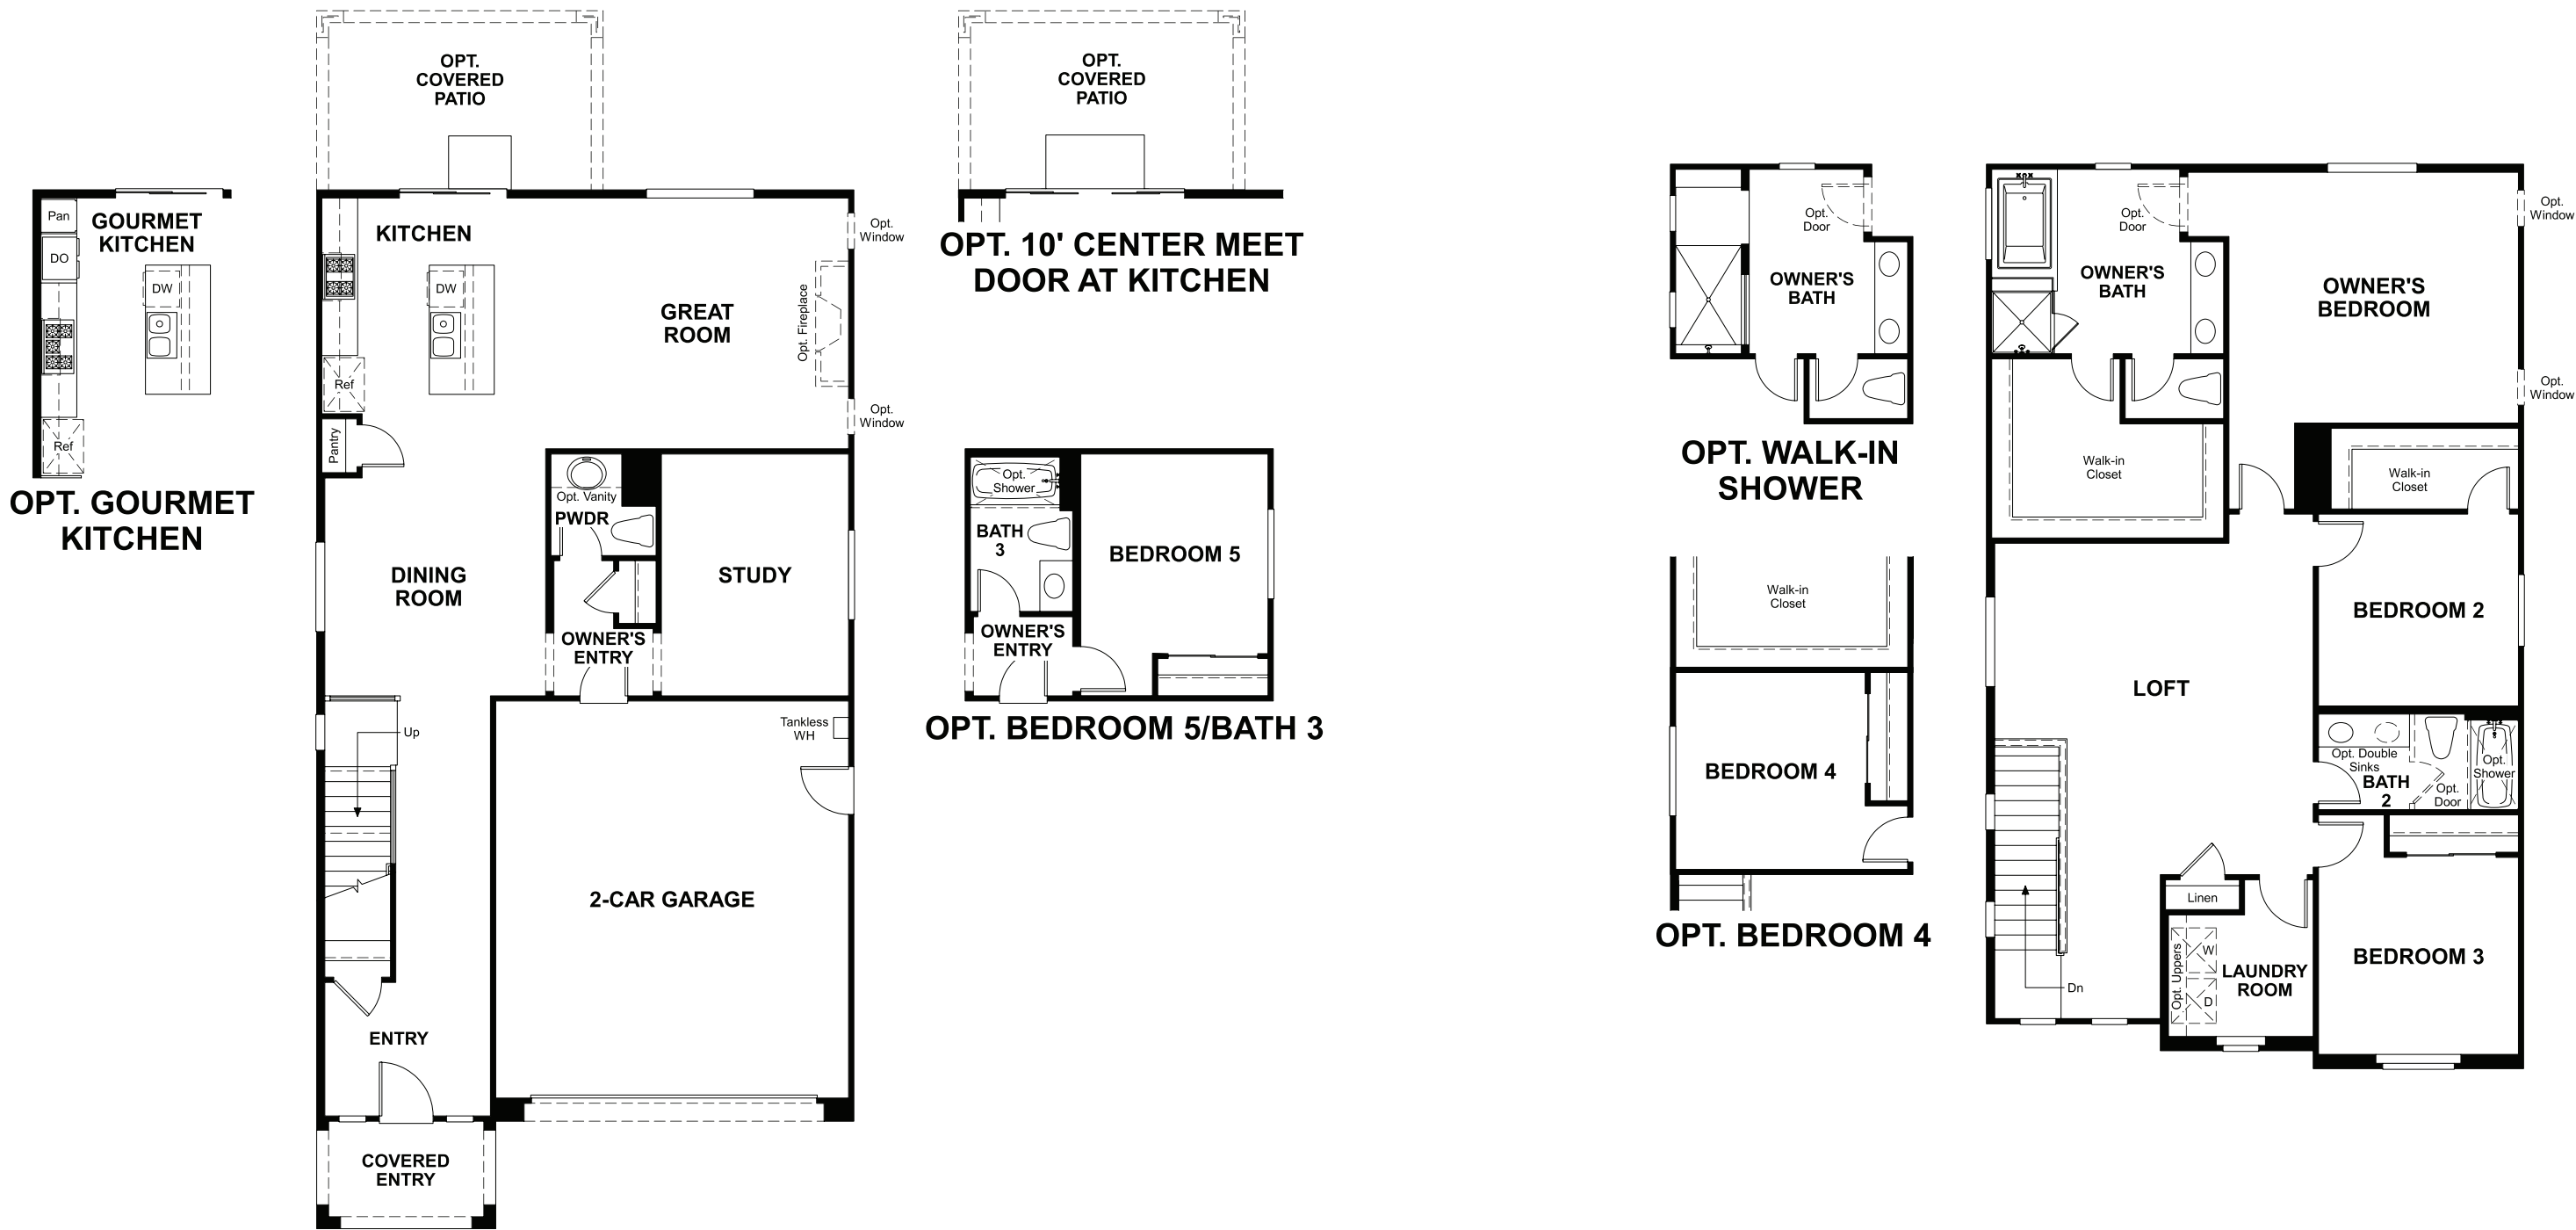 Pan
GOURMET
KITCHEN
DO
DW
Ref
OPT. GOURMET
KITCHEN
OPT.
COVERED
PATIO
KITCHEN
DW
Ref
Pantry
GREAT
ROOM
Opt. Fireplace
Opt.
Window
Opt.
Window
Opt. Vanity
PWDR
DINING
ROOM
STUDY
OWNER'S
ENTRY
Up
Tankless
WH
2-CAR GARAGE
ENTRY
COVERED
ENTRY
OPT.
COVERED
PATIO
OPT. 10' CENTER MEET
DOOR AT KITCHEN
Opt.
Shower
BATH
3
BEDROOM 5
OWNER'S
ENTRY
OPT. BEDROOM 5/BATH 3
Opt.
Door
OWNER'S
BATH
OPT. WALK-IN
SHOWER
Walk-in
Closet
BEDROOM 4
OPT. BEDROOM 4
Opt.
Door
OWNER'S
BATH
OWNER'S
BEDROOM
Opt.
Window
Opt.
Window
Walk-in
Closet
Walk-in
Closet
BEDROOM 2
LOFT
Opt. Double
Sinks
BATH
2
Opt.
Door
Opt.
Shower
Linen
Opt. Uppers
W
D
LAUNDRY
ROOM
BEDROOM 3
Dn